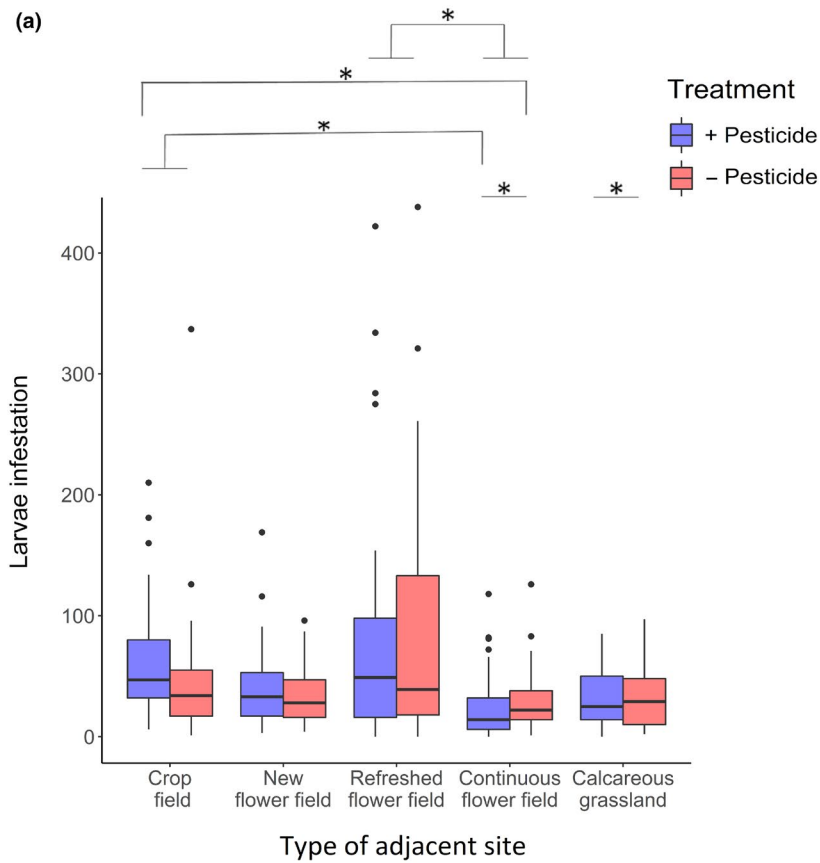 (a)
*
*
*
*
*
Treatment
+ Pesticide
− Pesticide
Larvae infestation
400
300
200
100
0
Crop
field
New
flower field
Refreshed
flower field
Continuous
flower field
Calcareous
grassland
Type of adjacent site